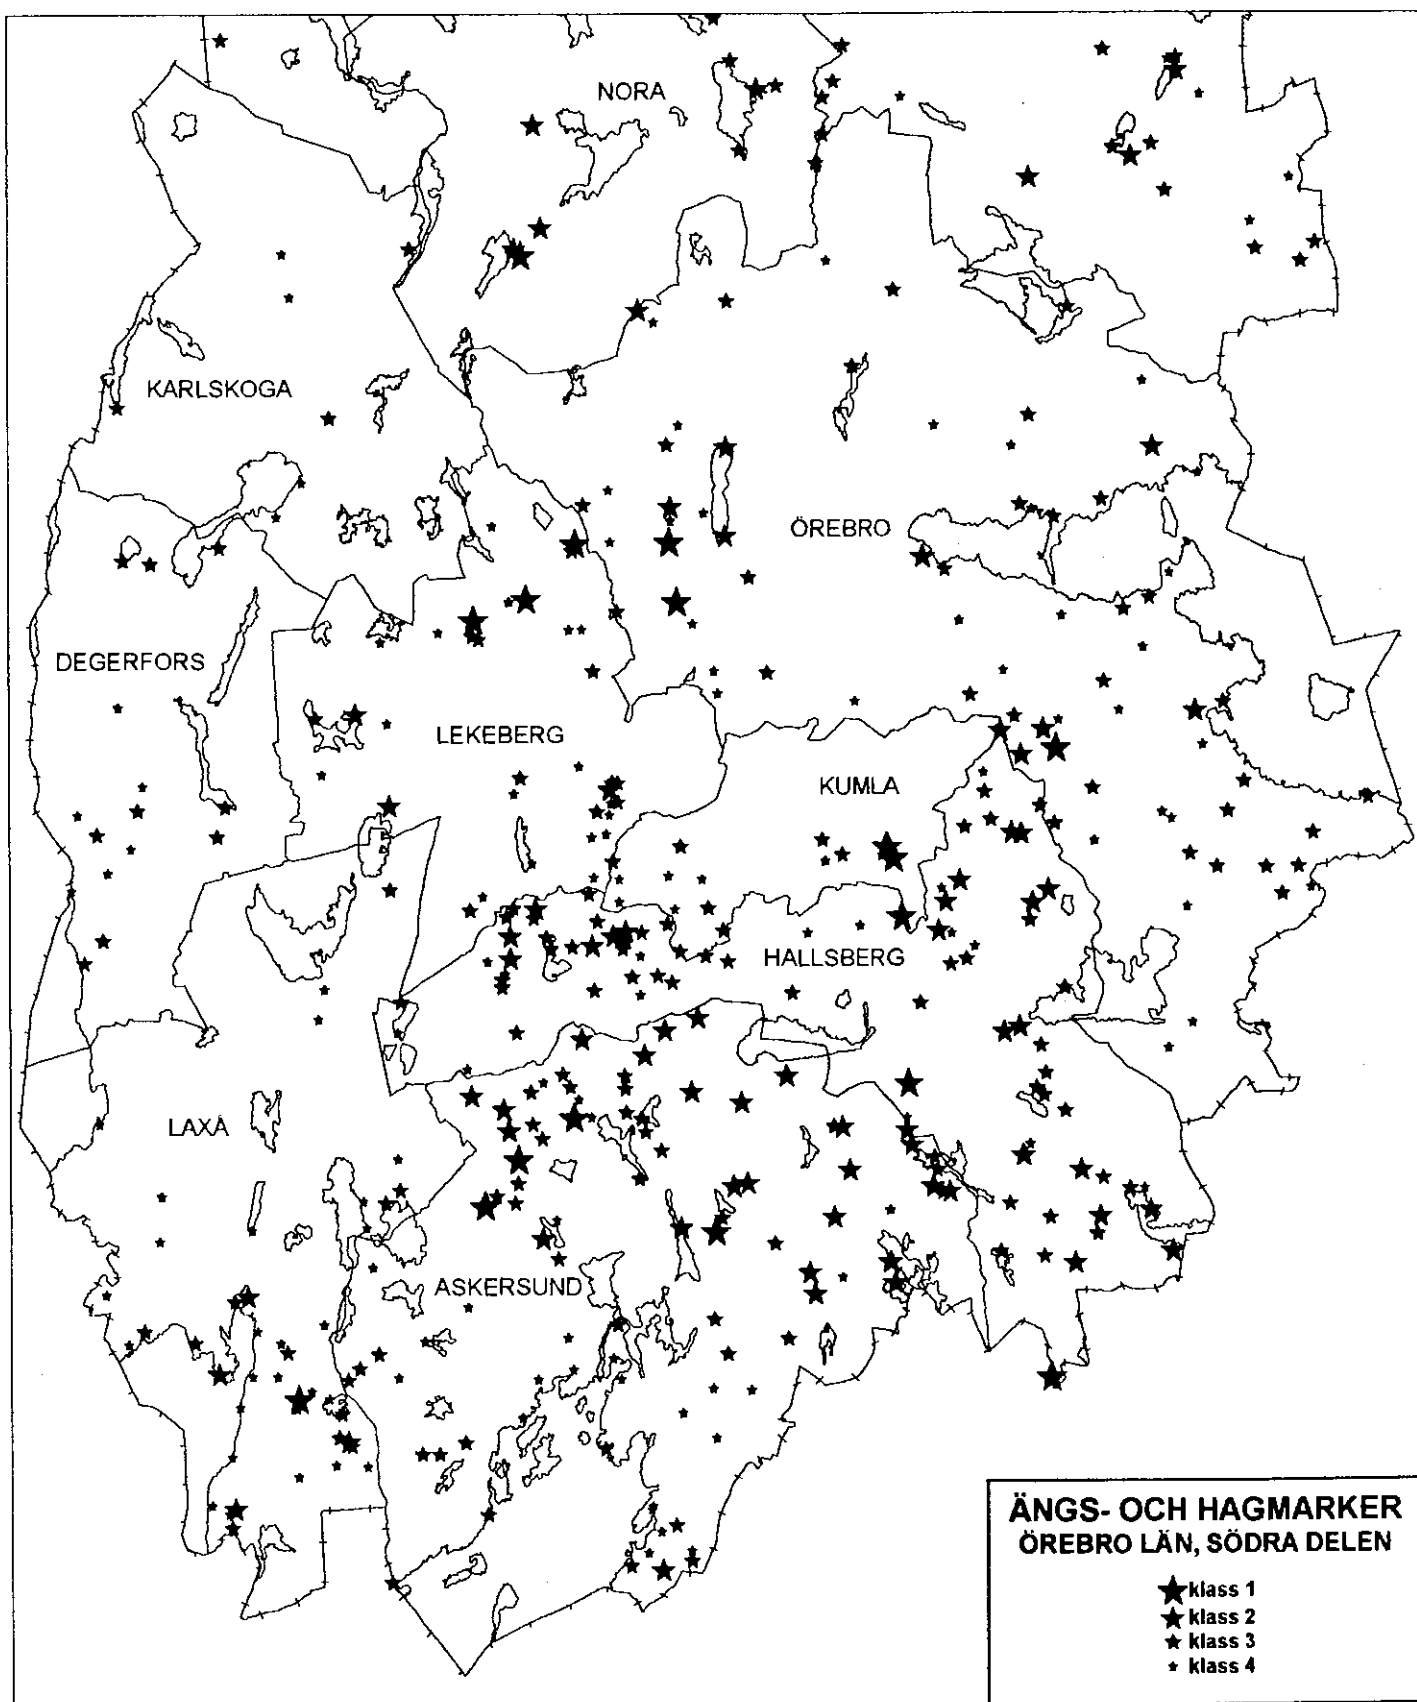 NORA
KARLSKOGA
ÖREBRO
DEGERFORS
LEKEBERG
KUMLA
HALLSBERG
LAXÅ
ASKERSUND
ÄNGS- OCH HAGMARKER
ÖREBRO LÄN, SÖDRA DELEN
klass 1
klass 2
klass 3
klass 4